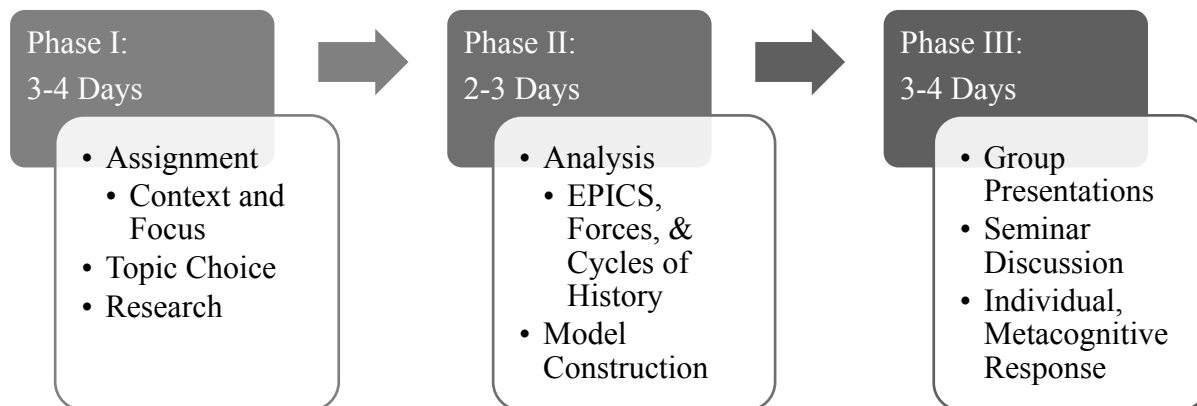 Phase I:
3-4 Days
• Assignment
• Context and
Focus
• Topic Choice
• Research
Phase II:
2-3 Days
• Analysis
• EPICS,
Forces, &
Cycles of
History
• Model
Construction
Phase III:
3-4 Days
• Group
Presentations
• Seminar
Discussion
• Individual,
Metacognitive
Response